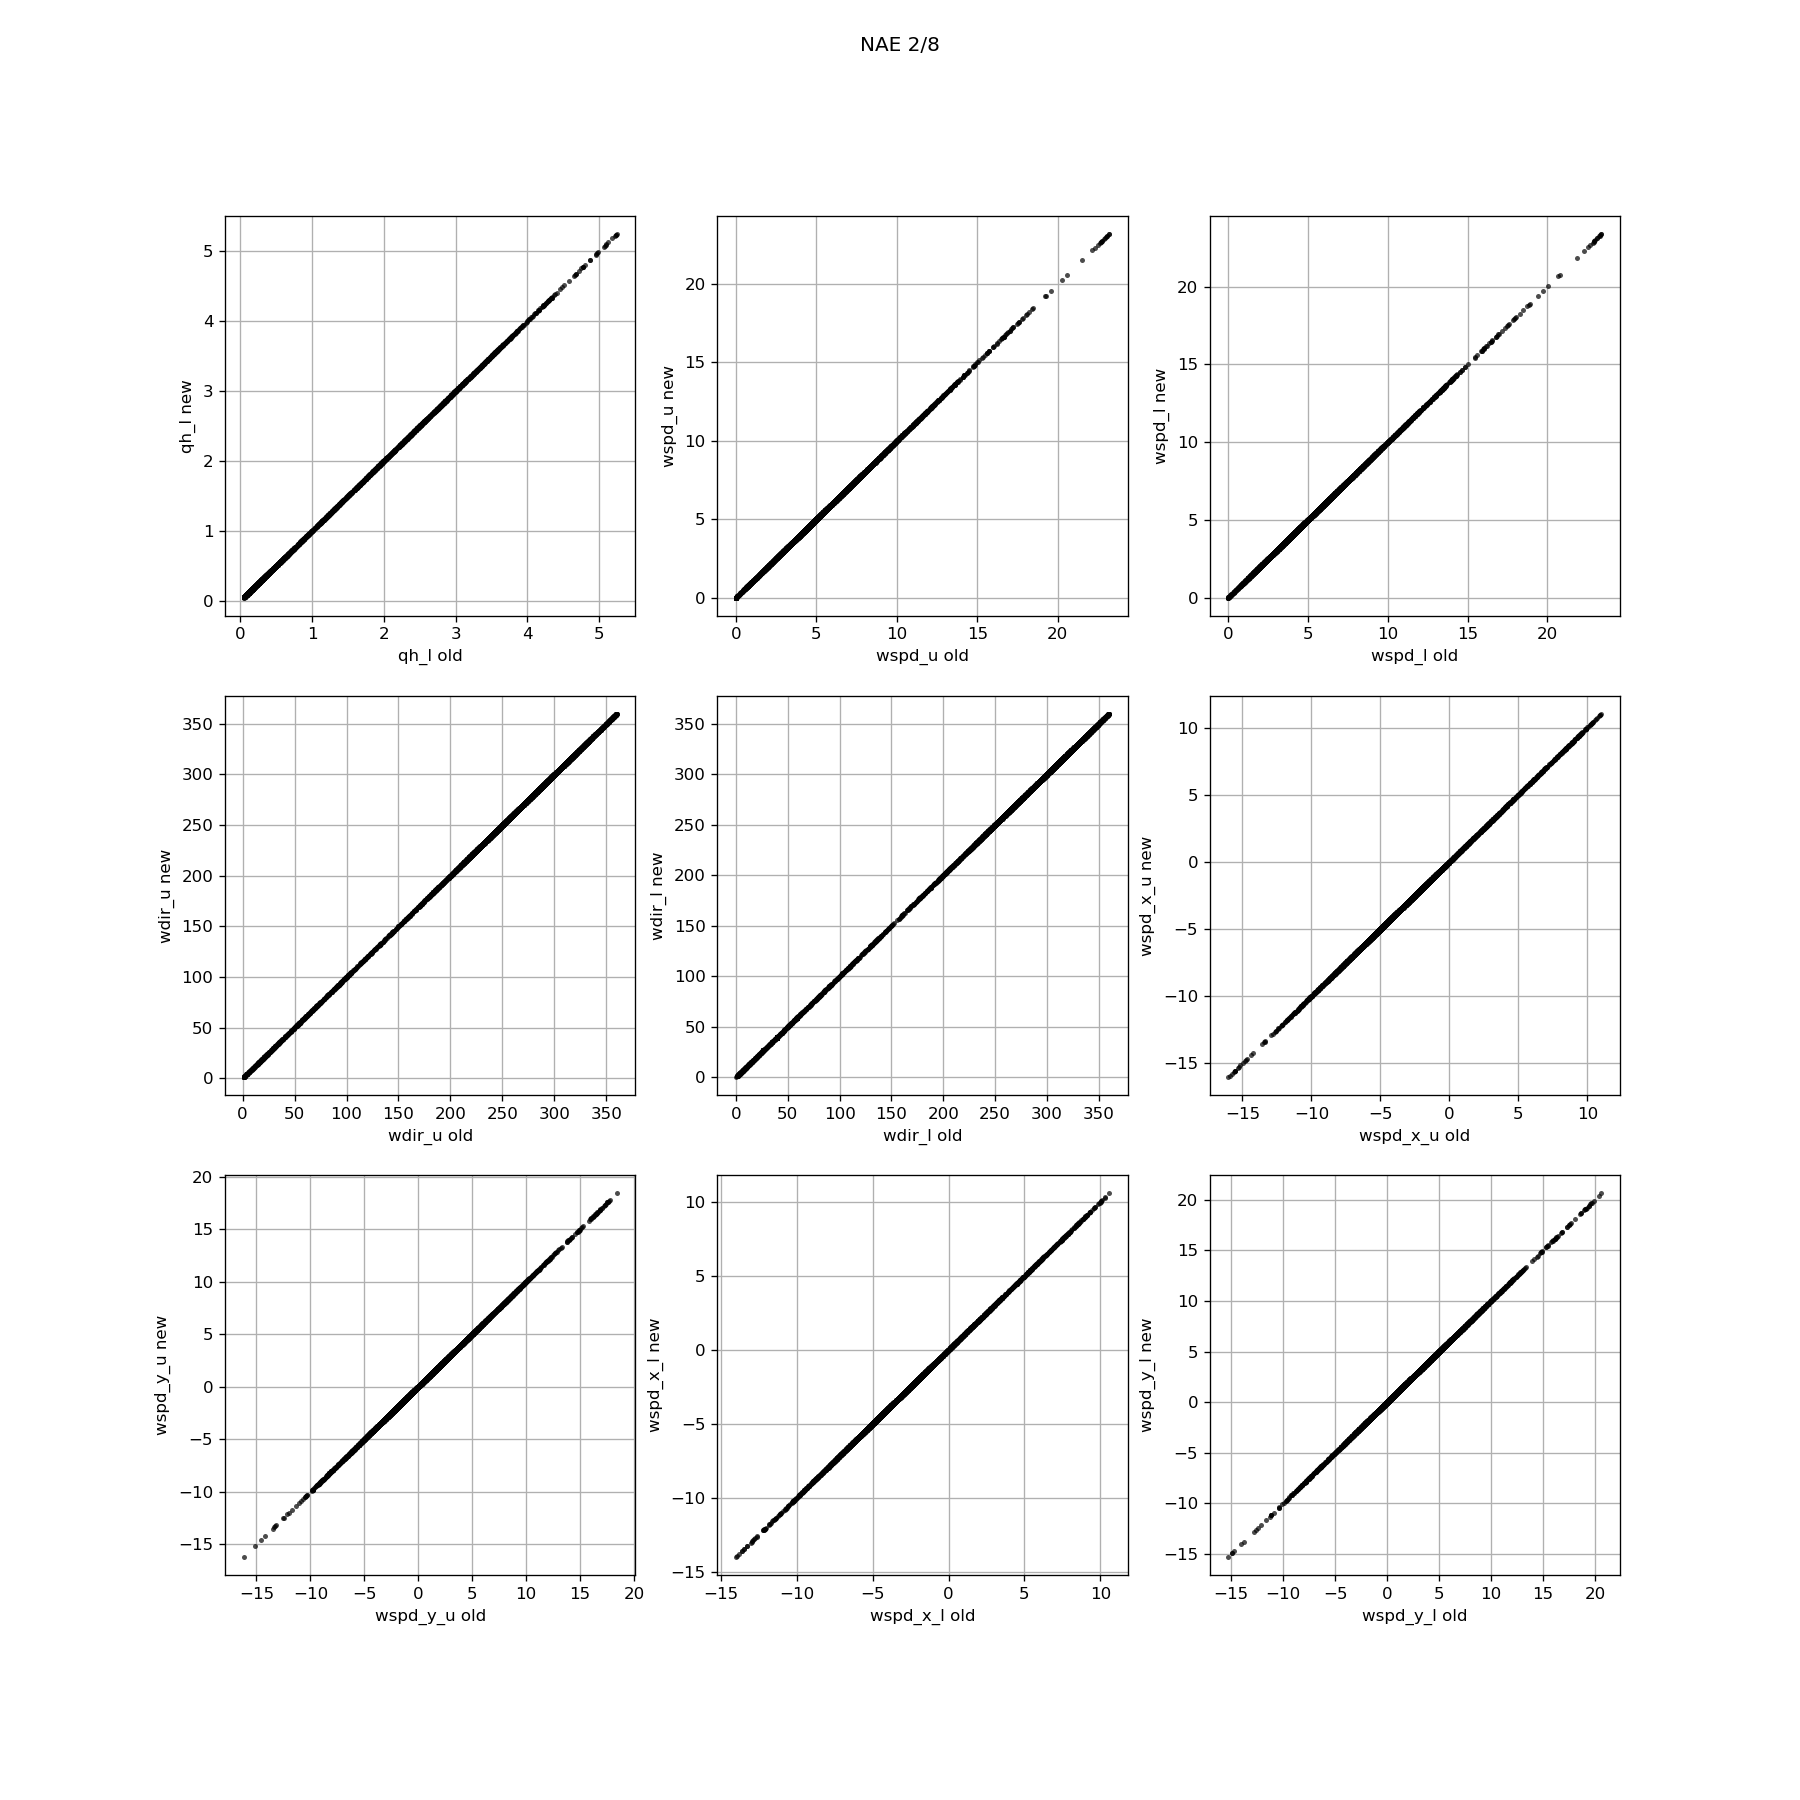 NAE 2/8
5
4
3
2
1
0
qh_l new
0 1 2 3 4 5
qh_l old
20
15
10
5
0
wspd_u new
0 5 10 15 20
wspd_u old
20
15
10
5
0
wspd_l new
0 5 10 15 20
wspd_l old
350
300
250
200
150
100
50
0
wdir_u new
0 50 100 150 200 250 300 350
wdir_u old
350
300
250
200
150
100
50
0
wdir_l new
0 50 100 150 200 250 300 350
wdir_l old
10
5
0
−5
−10
−15
wspd_x_u new
−15 −10 −5 0 5 10
wspd_x_u old
20
15
10
5
0
−5
−10
−15
wspd_y_u new
−15 −10 −5 0 5 10 15 20
wspd_y_u old
10
5
0
−5
−10
−15
wspd_x_l new
−15 −10 −5 0 5 10
wspd_x_l old
20
15
10
5
0
−5
−10
−15
wspd_y_l new
−15 −10 −5 0 5 10 15 20
wspd_y_l old